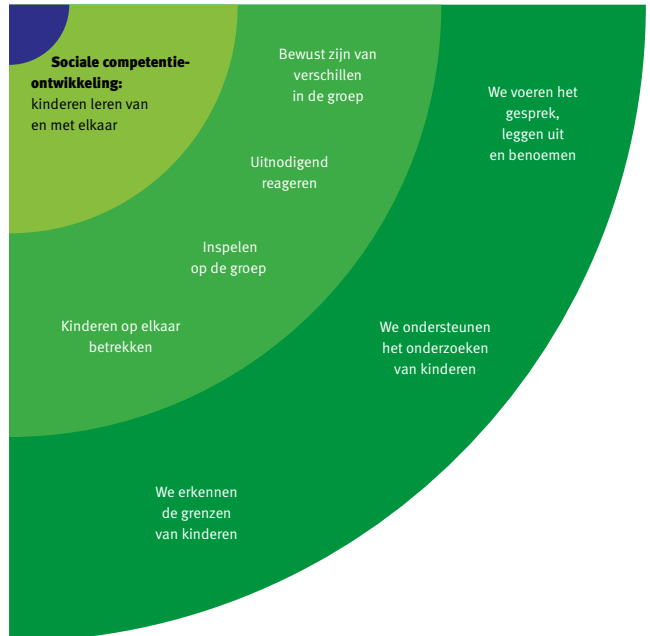 Sociale competentie-
ontwikkeling:
kinderen leren van
en met elkaar
Bewust zijn van
verschillen
in de groep
Uitnodigend
reageren
Inspelen
op de groep
Kinderen op elkaar
betrekken
We voeren het
gesprek,
leggen uit
en benoemen
We ondersteunen
het onderzoeken
van kinderen
We erkennen
de grenzen
van kinderen